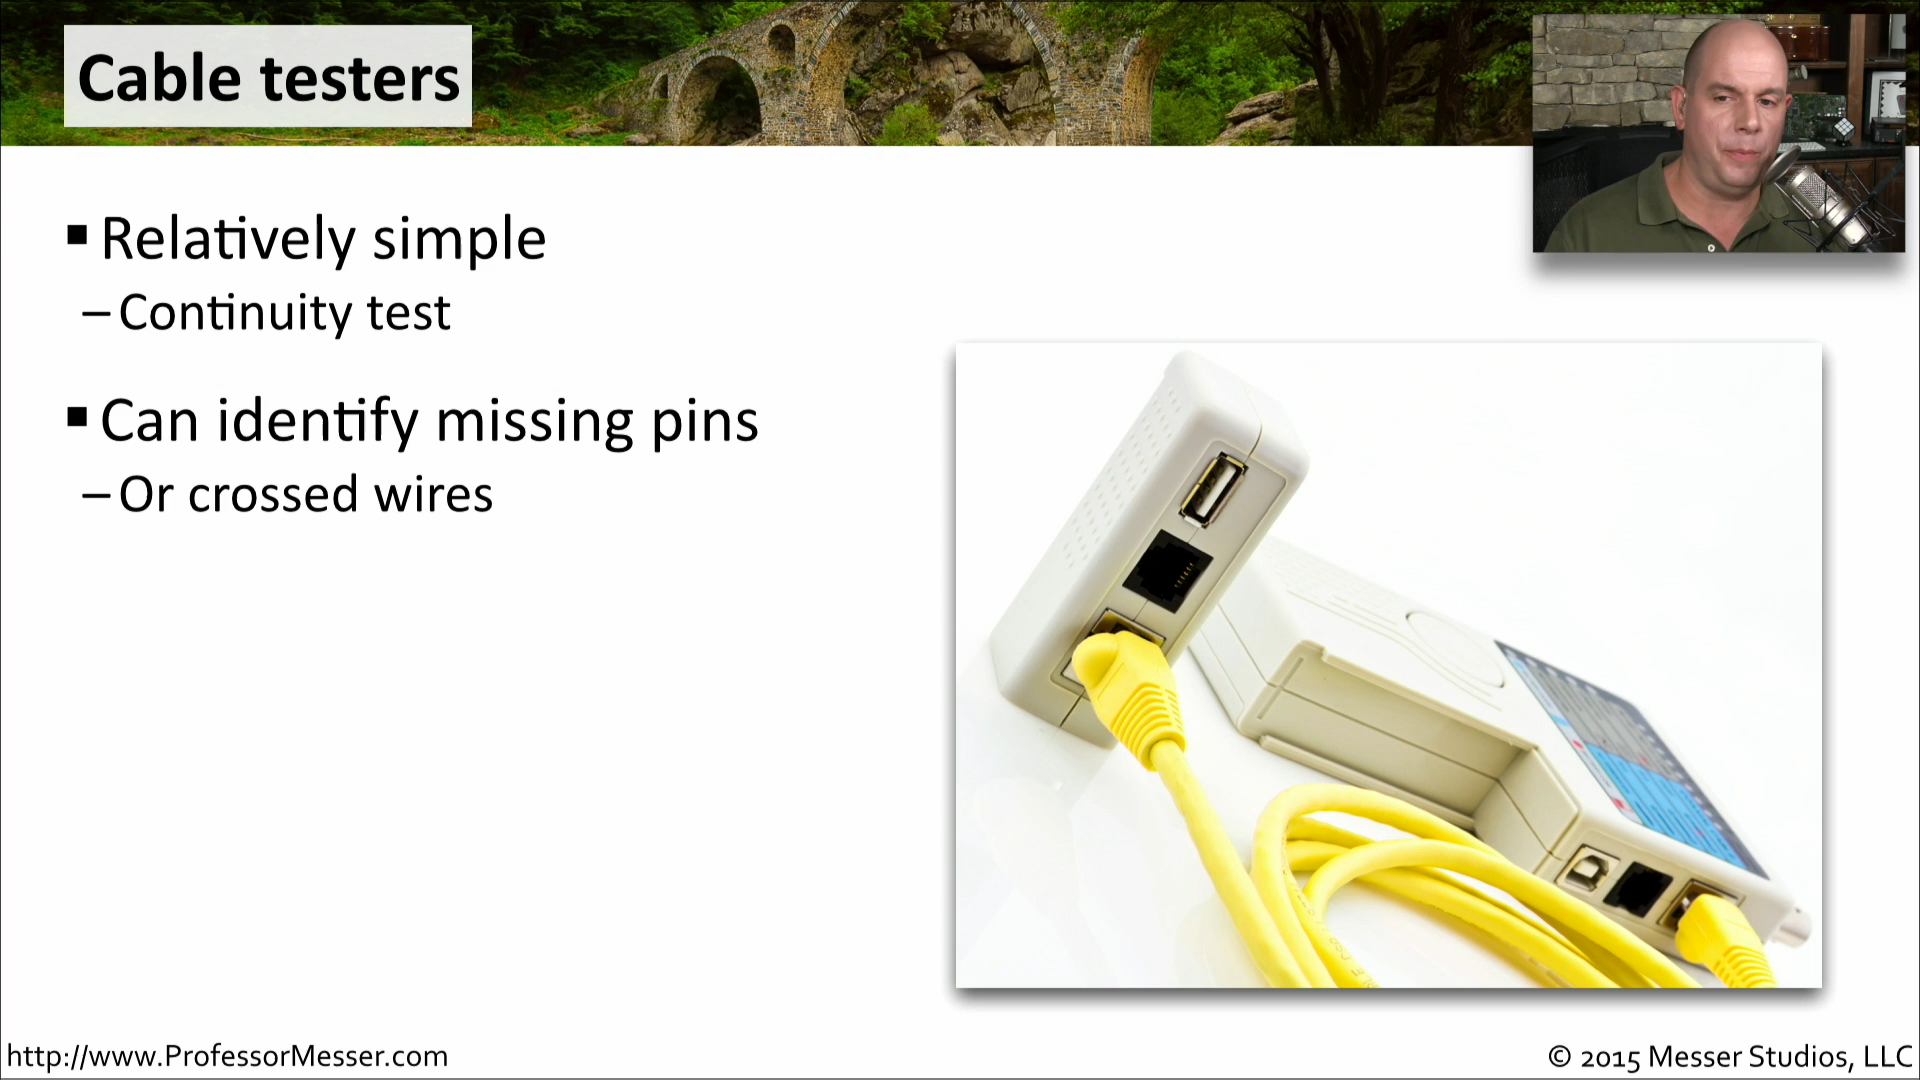 Cable testers
▪ Relatively simple
– Continuity test
▪ Can identify missing pins
– Or crossed wires
http://www.ProfessorMesser.com
© 2015 Messer Studios, LLC